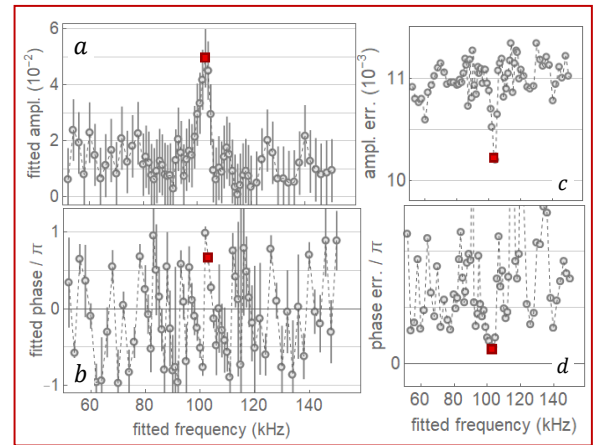 a
fitted ampl. (10⁻²)
6
4
2
0
b
fitted phase / π
1
0
-1
60 80 100 120 140
fitted frequency (kHz)
c
ampl. err. (10⁻³)
11
10
d
phase err. / π
0
60 80 100 120 140
fitted frequency (kHz)